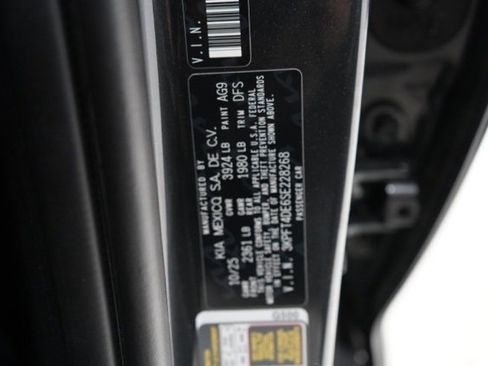 V.I.N.
MANUFACTURED BY
KIA MEXICO S.A. DE C.V.
10/25 GVWR 3924 LB PAINT AG9
GAWR FRONT 2261 LB GAWR REAR 1980 LB TRIM DFS
THIS VEHICLE CONFORMS TO ALL APPLICABLE U.S.A. FEDERAL
MOTOR VEHICLE SAFETY, BUMPER, AND THEFT PREVENTION STANDARDS
IN EFFECT ON THE DATE OF MANUFACTURE SHOWN ABOVE.
V.I.N. 3KPFT4DE6SE228268
PASSENGER CAR
G500